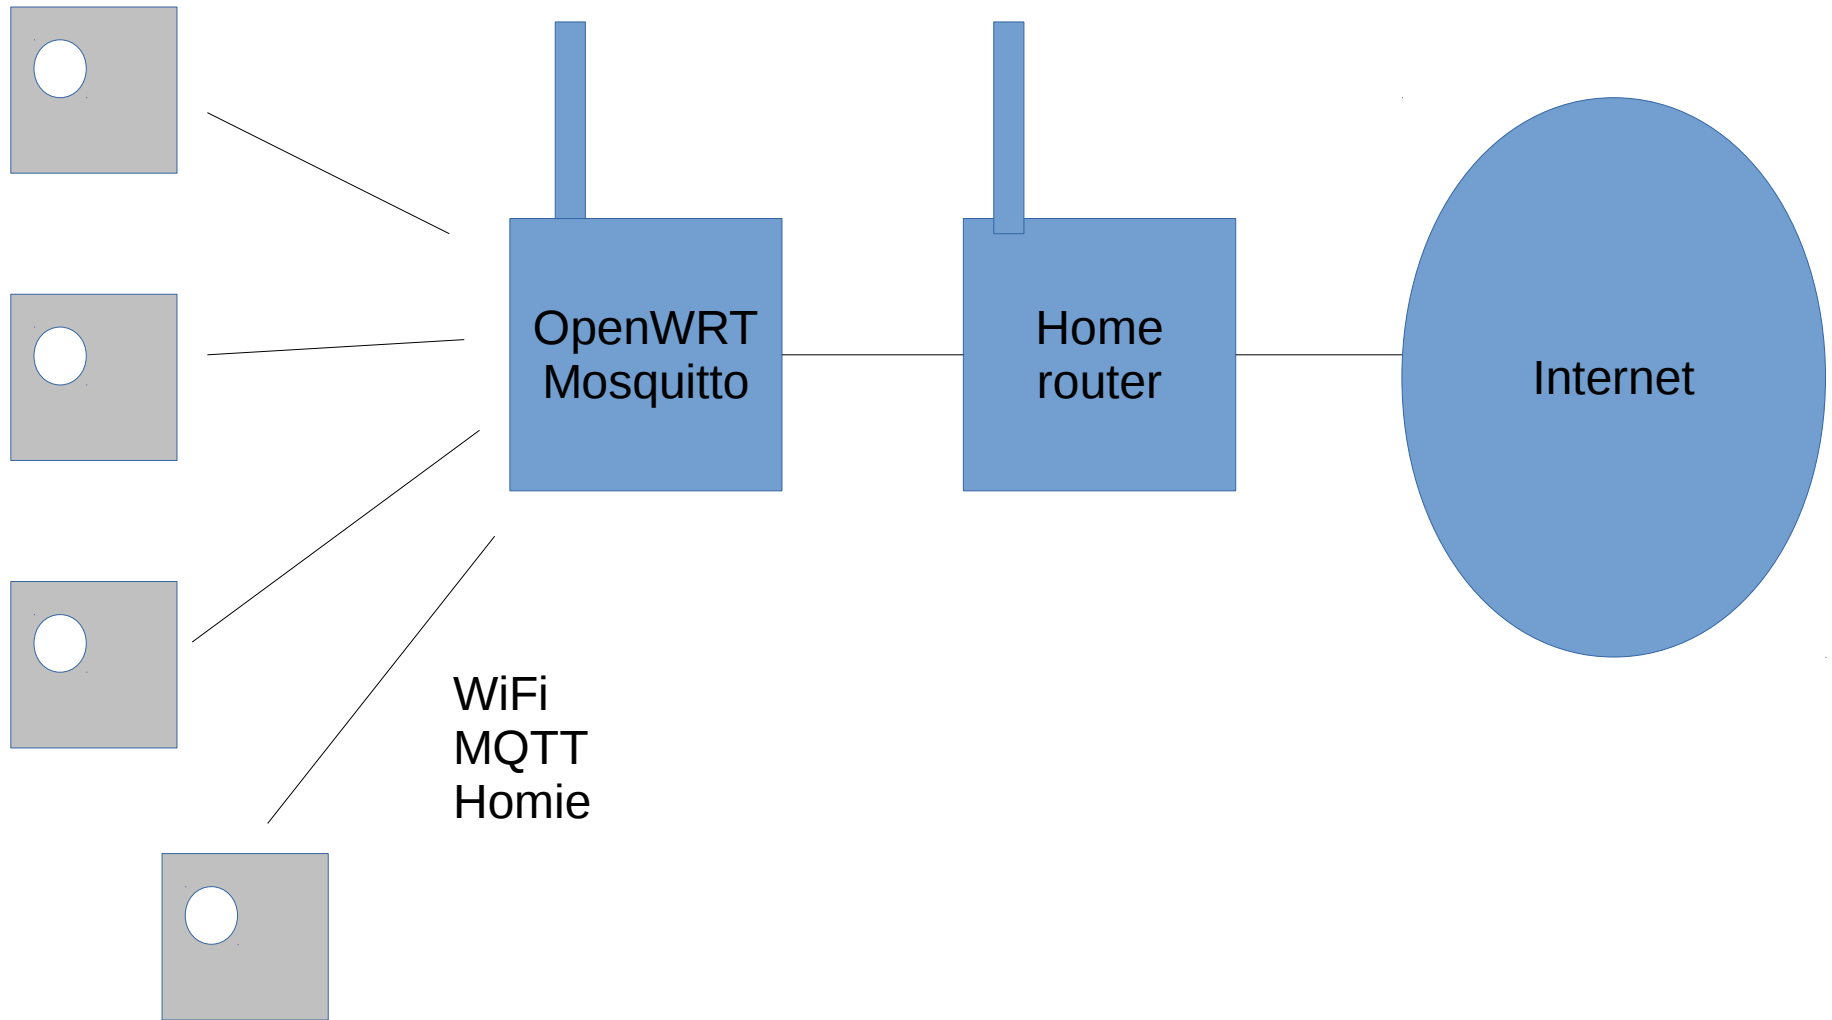 OpenWRT
Mosquitto
Home
router
Internet
WiFi
MQTT
Homie